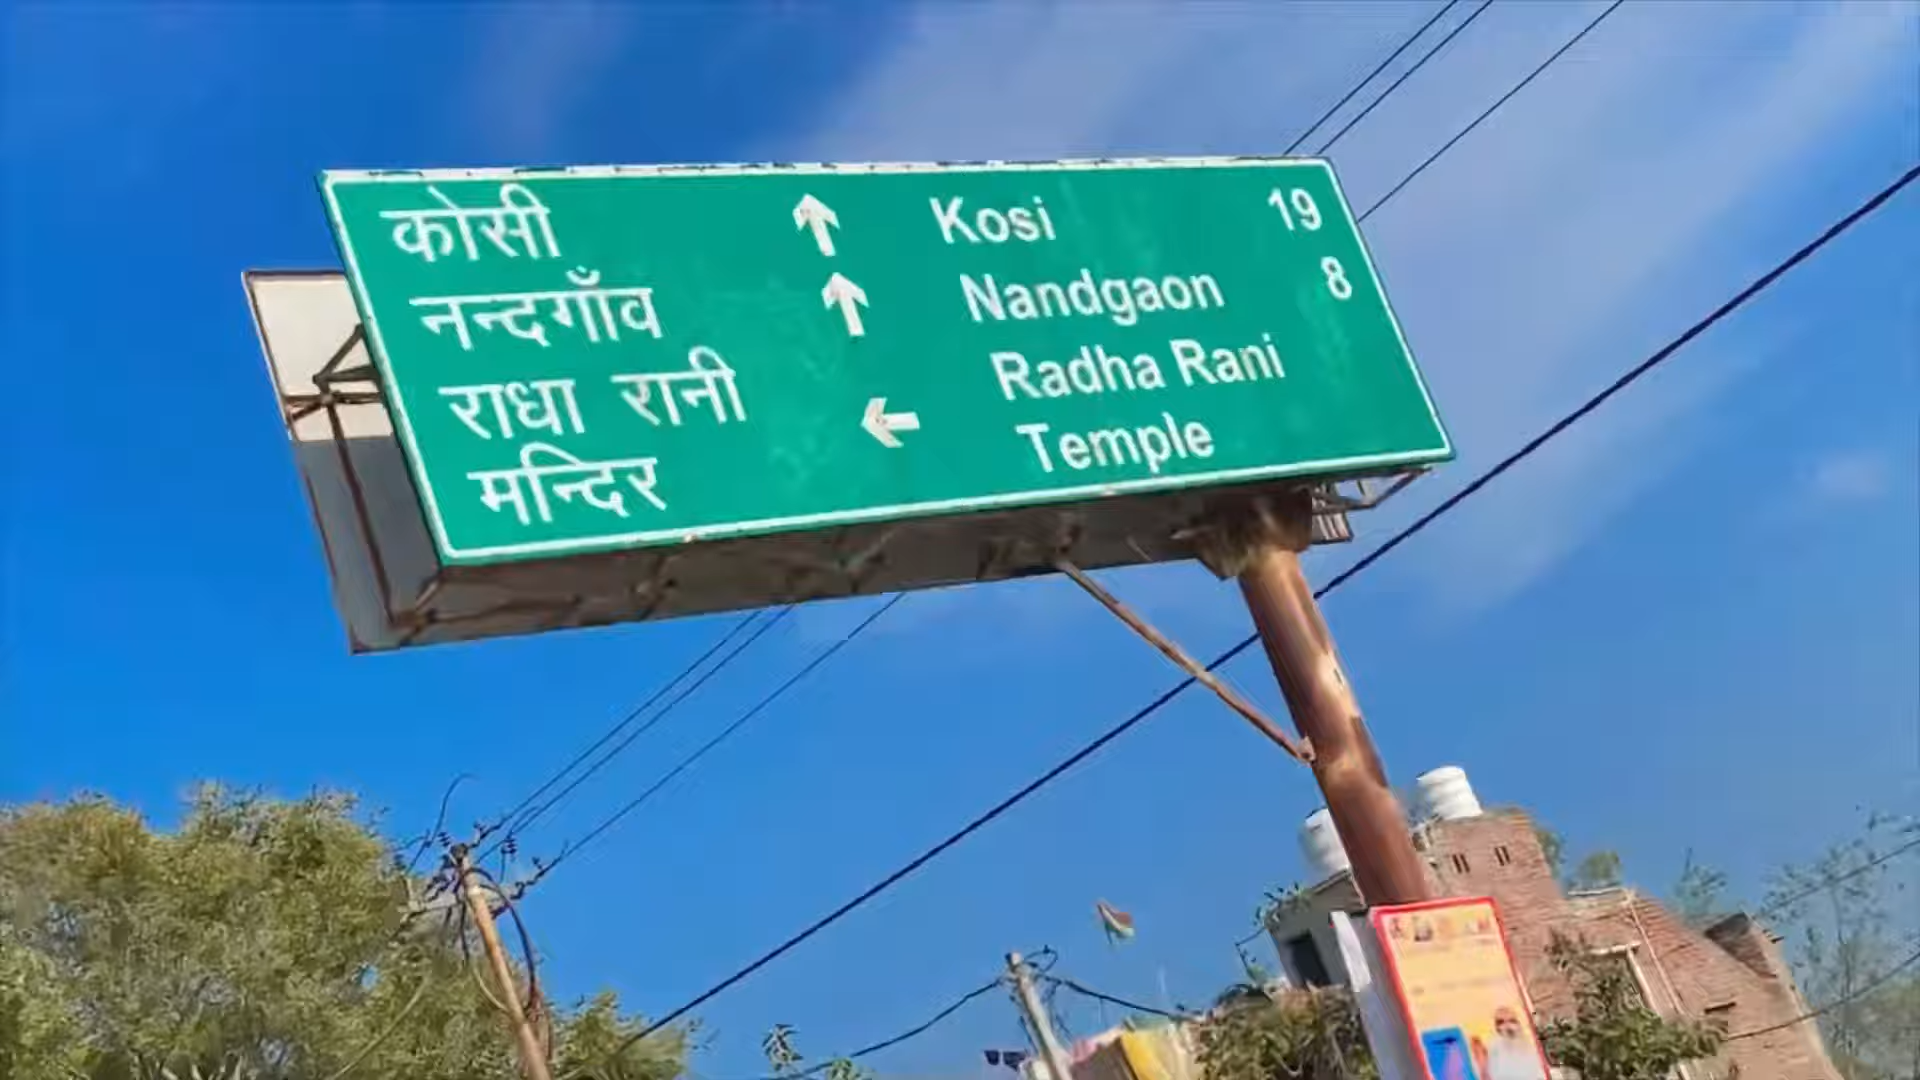 कोसी ↑ Kosi 19
नन्दगाँव ↑ Nandgaon 8
राधा रानी ← Radha Rani
मन्दिर Temple